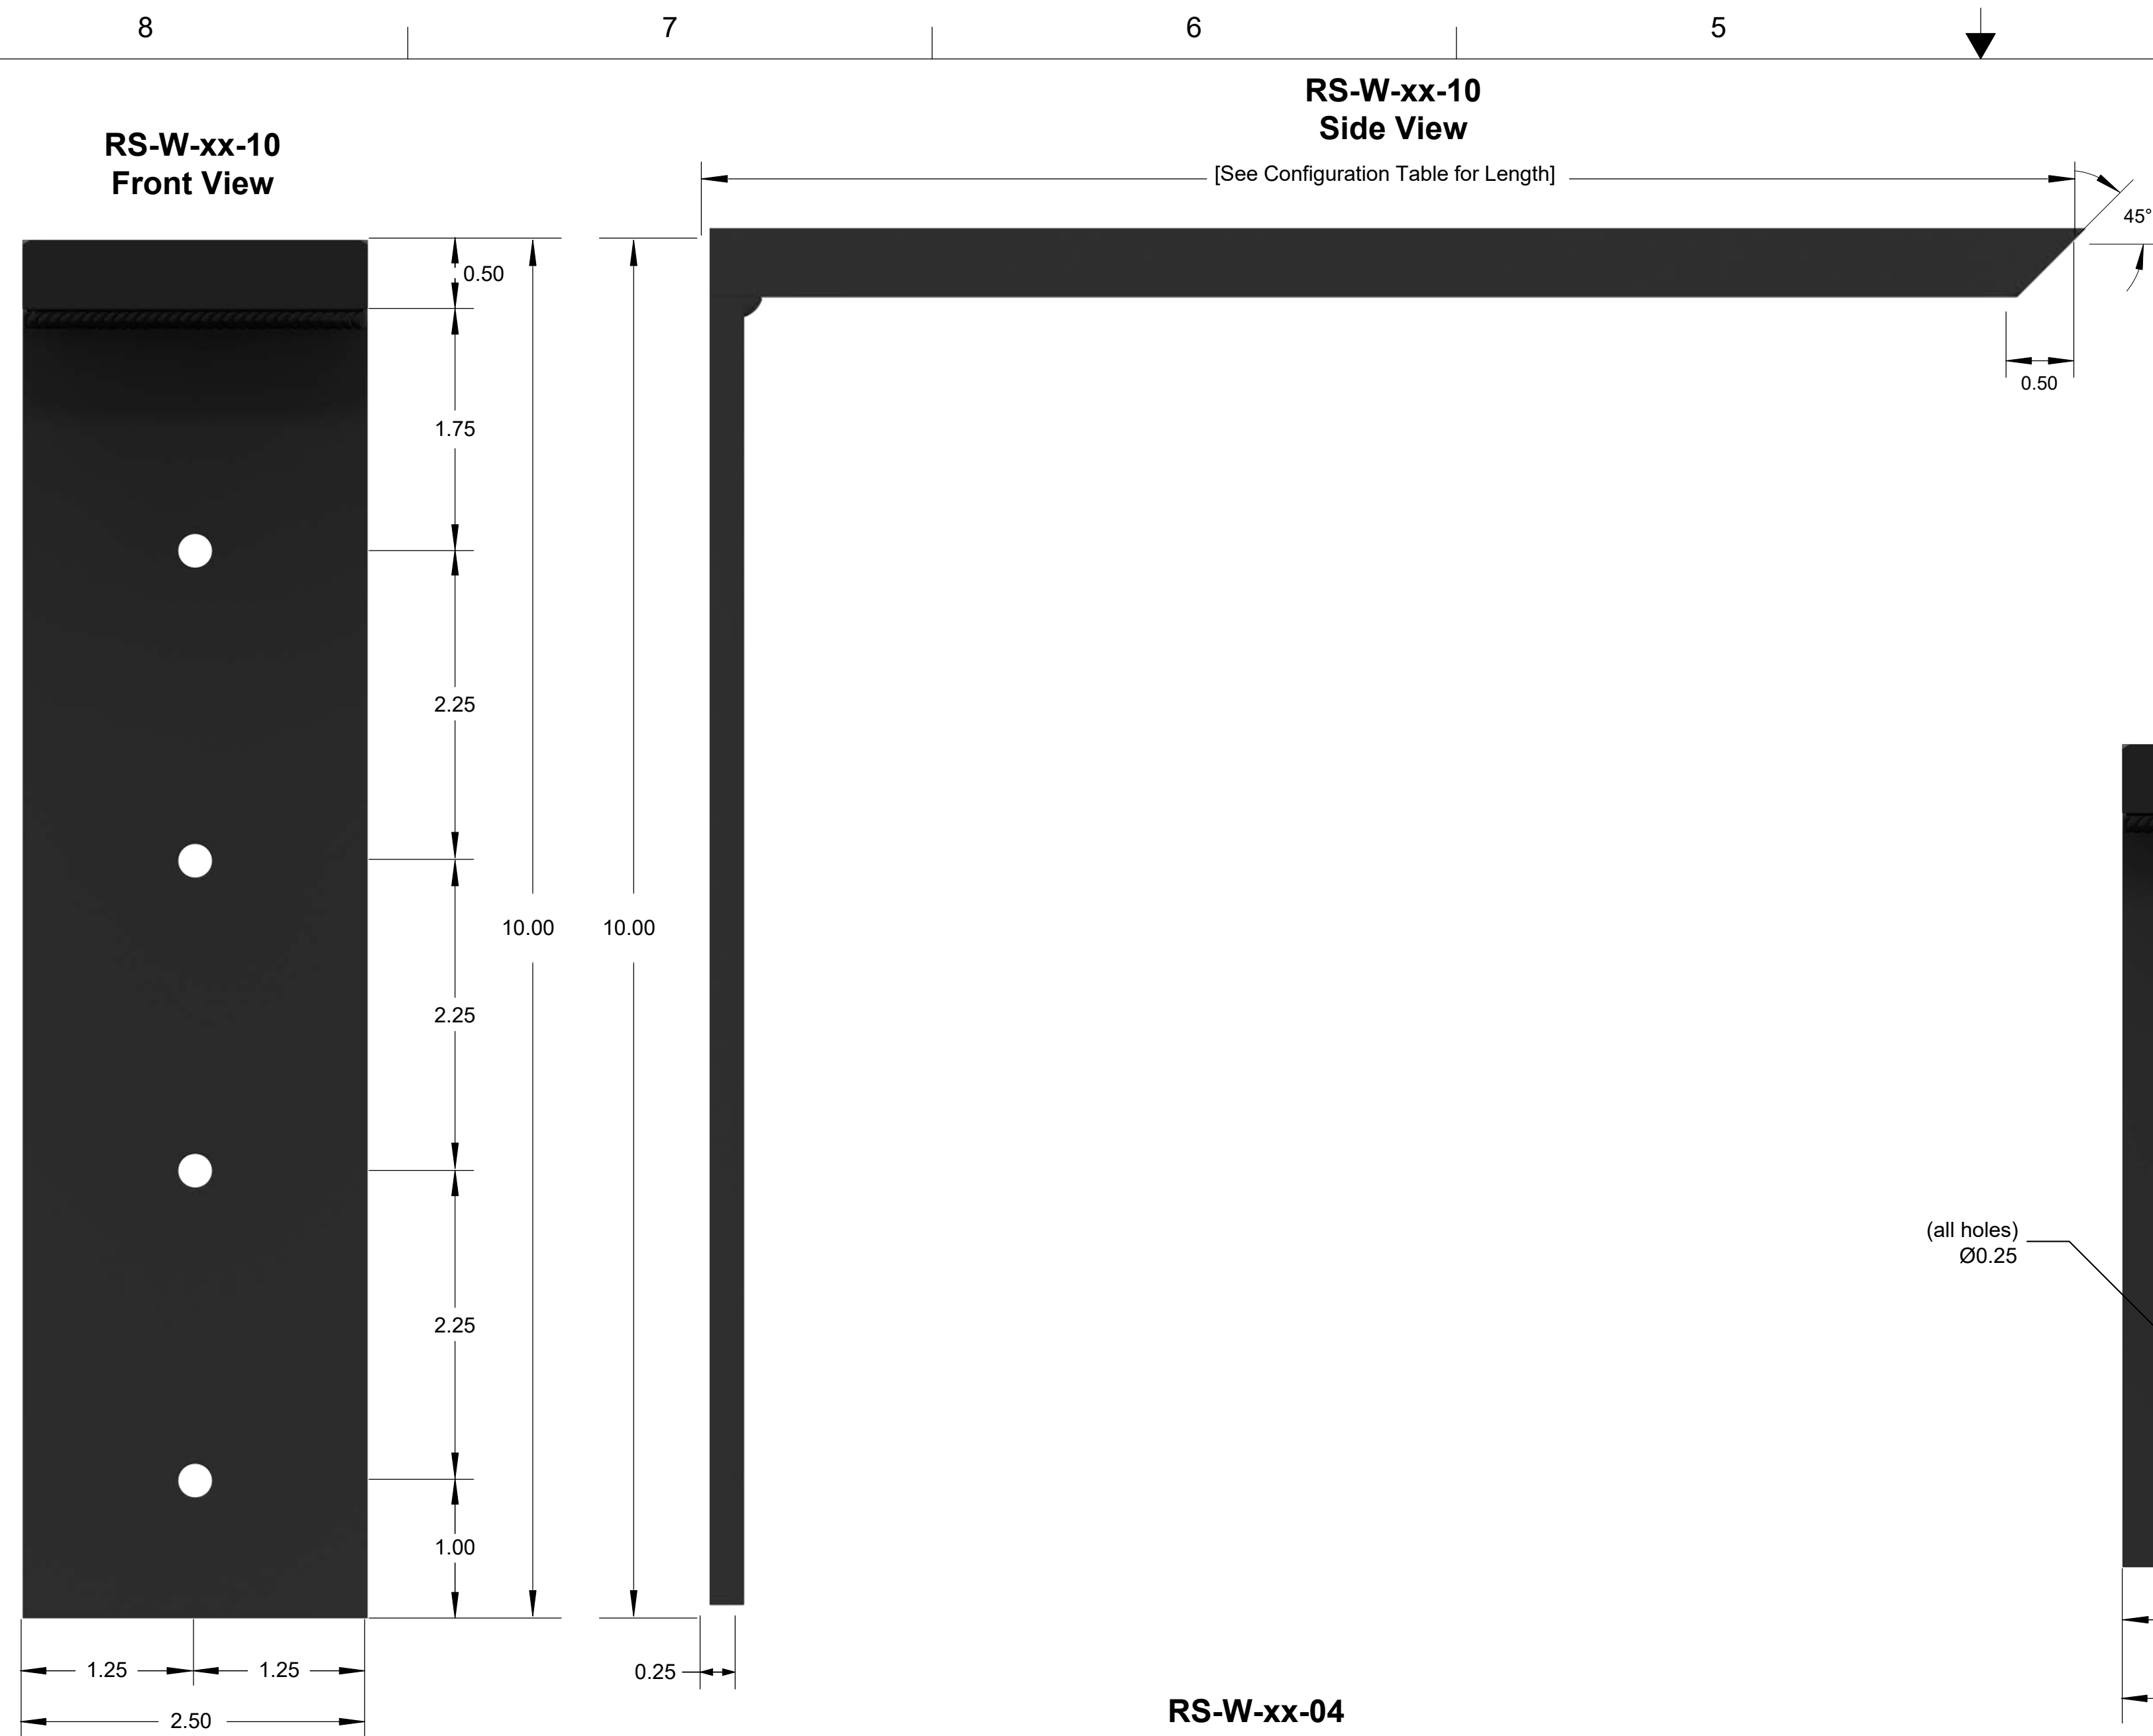 8
7
6
5
RS-W-xx-10
Front View
RS-W-xx-10
Side View
[See Configuration Table for Length]
45°
0.50
0.50
1.75
2.25
10.00
10.00
2.25
(all holes)
Ø0.25
2.25
1.00
1.25
1.25
0.25
2.50
RS-W-xx-04